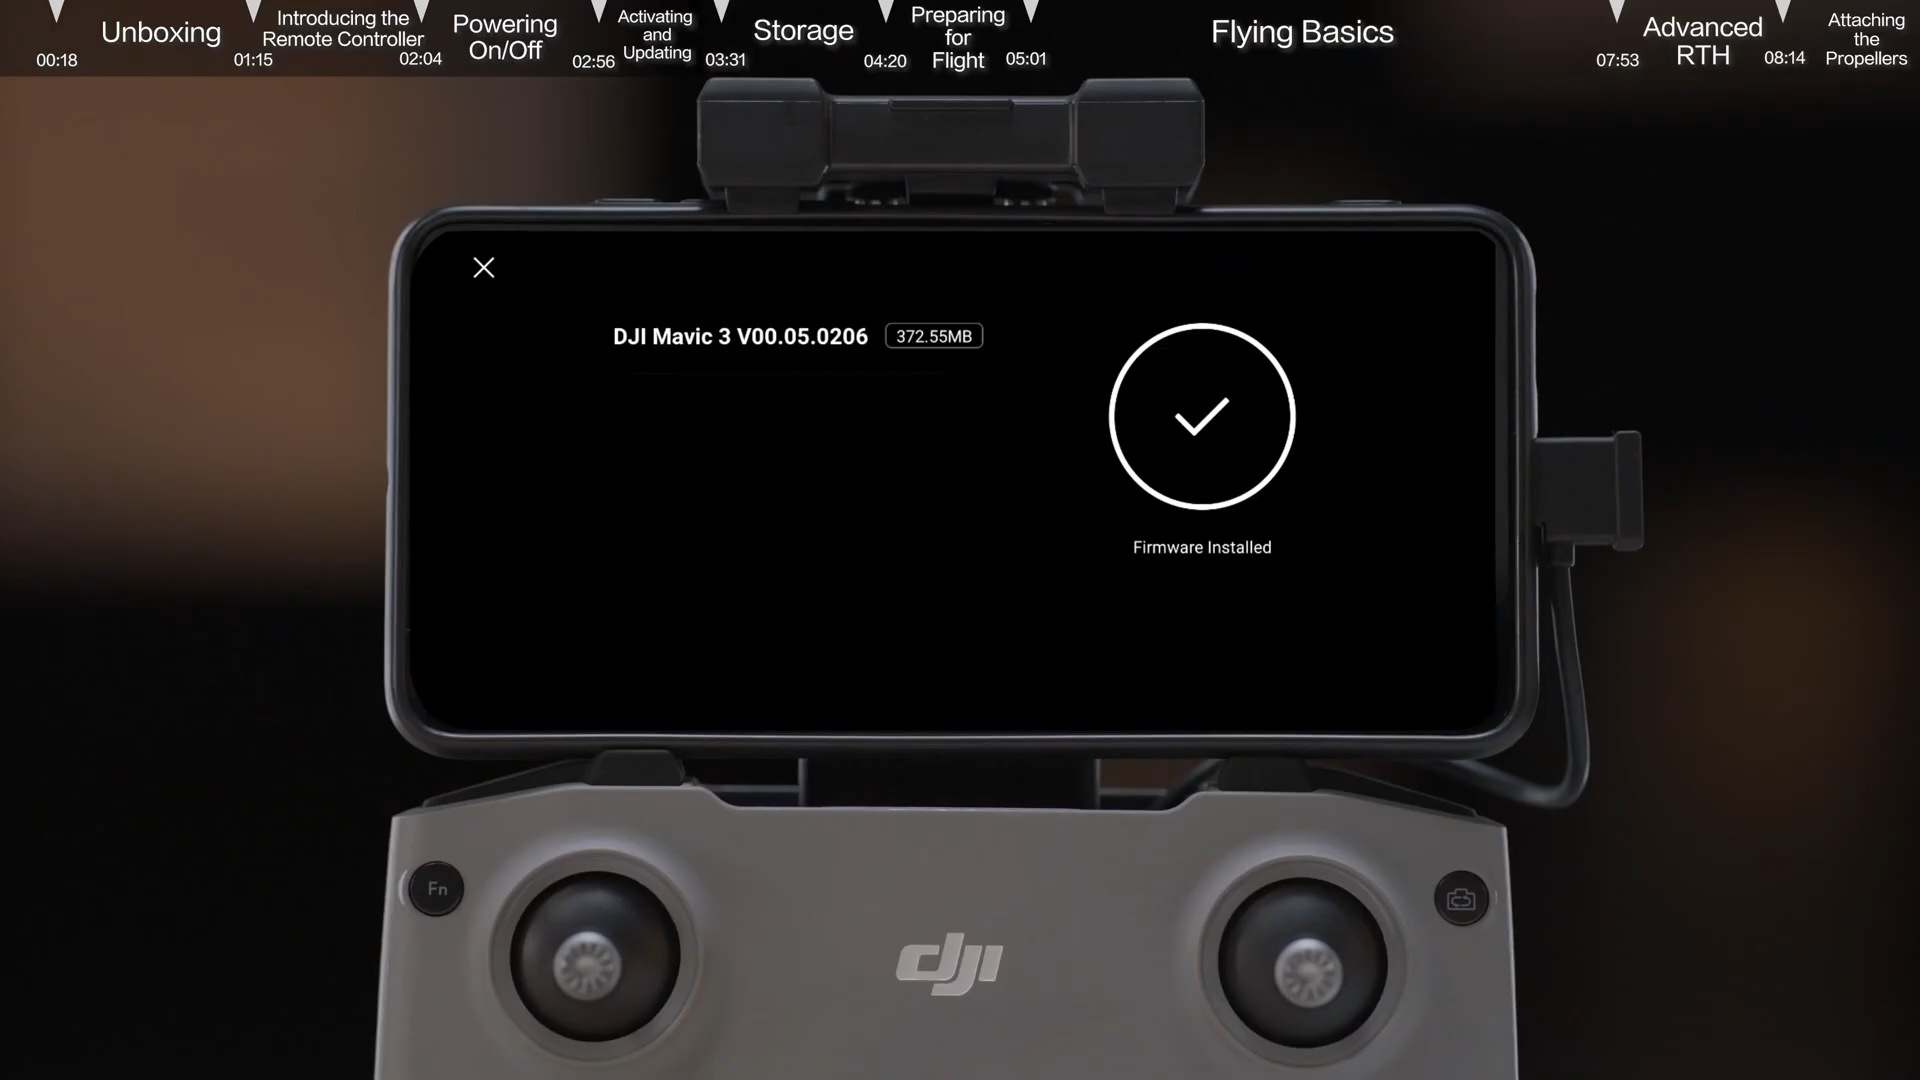 Unboxing
Introducing the
Remote Controller
Powering
On/Off
Activating
and
Updating
Storage
Preparing
for
Flight
Flying Basics
Advanced
RTH
Attaching
the
Propellers
00:18
01:15
02:04
02:56
03:31
04:20
05:01
07:53
08:14
DJI Mavic 3 V00.05.0206 372.55MB
Firmware Installed
Fn
dji